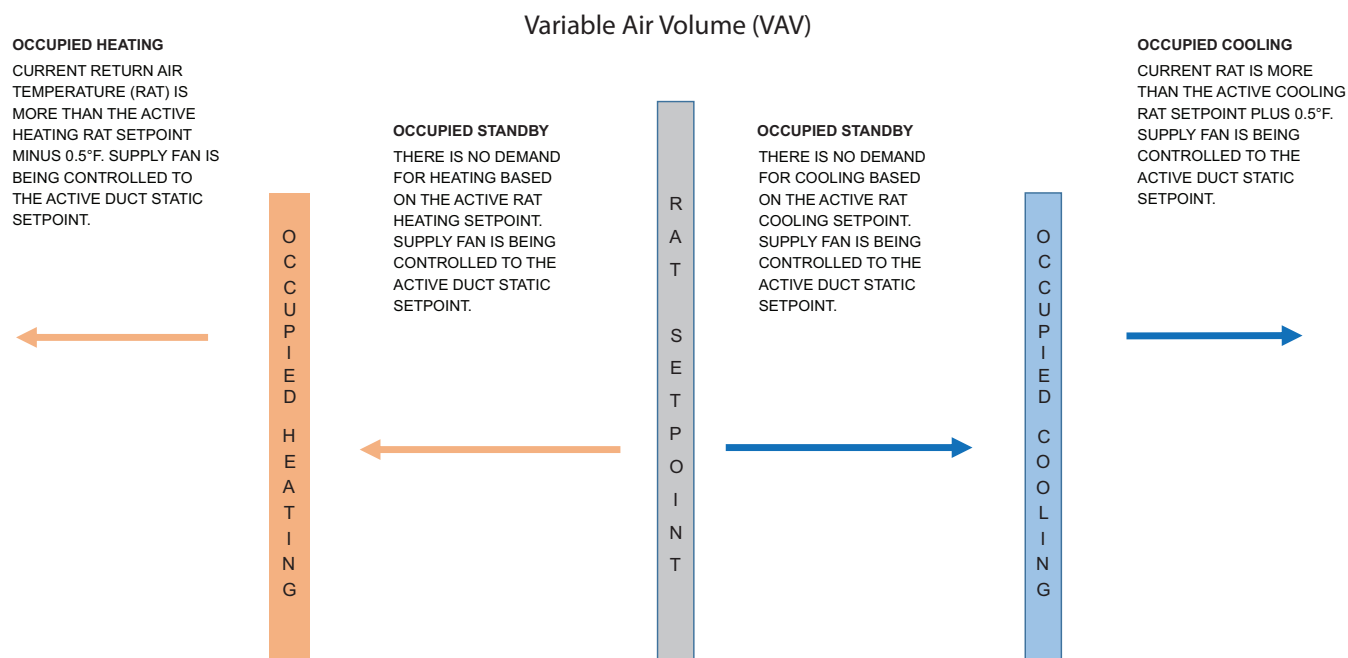 Variable Air Volume (VAV)
OCCUPIED HEATING
CURRENT RETURN AIR
TEMPERATURE (RAT) IS
MORE THAN THE ACTIVE
HEATING RAT SETPOINT
MINUS 0.5°F. SUPPLY FAN IS
BEING CONTROLLED TO
THE ACTIVE DUCT STATIC
SETPOINT.
OCCUPIED HEATING
OCCUPIED STANDBY
THERE IS NO DEMAND
FOR HEATING BASED
ON THE ACTIVE RAT
HEATING SETPOINT.
SUPPLY FAN IS BEING
CONTROLLED TO THE
ACTIVE DUCT STATIC
SETPOINT.
RAT SETPOINT
OCCUPIED STANDBY
THERE IS NO DEMAND
FOR COOLING BASED
ON THE ACTIVE RAT
COOLING SETPOINT.
SUPPLY FAN IS BEING
CONTROLLED TO THE
ACTIVE DUCT STATIC
SETPOINT.
OCCUPIED COOLING
OCCUPIED COOLING
CURRENT RAT IS MORE
THAN THE ACTIVE COOLING
RAT SETPOINT PLUS 0.5°F.
SUPPLY FAN IS BEING
CONTROLLED TO THE
ACTIVE DUCT STATIC
SETPOINT.